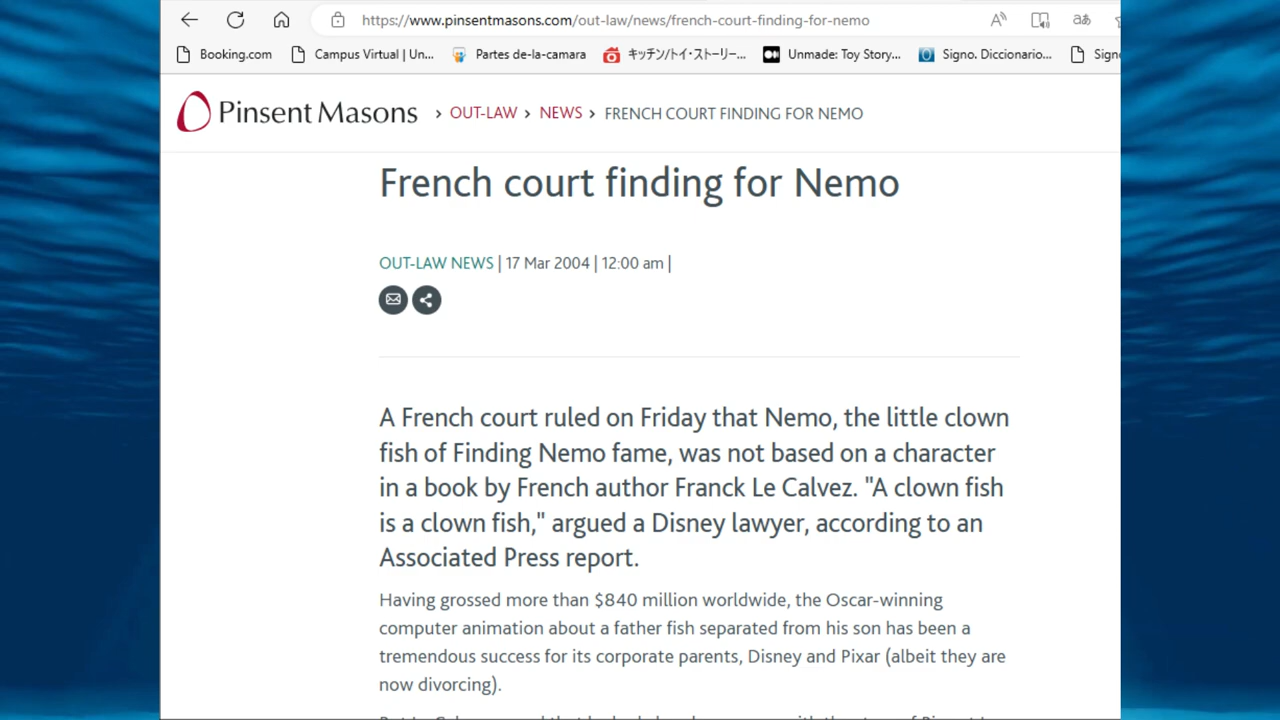 https://www.pinsentmasons.com/out-law/news/french-court-finding-for-nemo
Booking.com Campus Virtual | Un... Partes de-la-camara キッチン/トイ・ストーリー... Unmade: Toy Story... Signo. Diccionario... Signo
Pinsent Masons > OUT-LAW > NEWS > FRENCH COURT FINDING FOR NEMO
French court finding for Nemo
OUT-LAW NEWS | 17 Mar 2004 | 12:00 am |
A French court ruled on Friday that Nemo, the little clown
fish of Finding Nemo fame, was not based on a character
in a book by French author Franck Le Calvez. "A clown fish
is a clown fish," argued a Disney lawyer, according to an
Associated Press report.
Having grossed more than $840 million worldwide, the Oscar-winning
computer animation about a father fish separated from his son has been a
tremendous success for its corporate parents, Disney and Pixar (albeit they are
now divorcing).